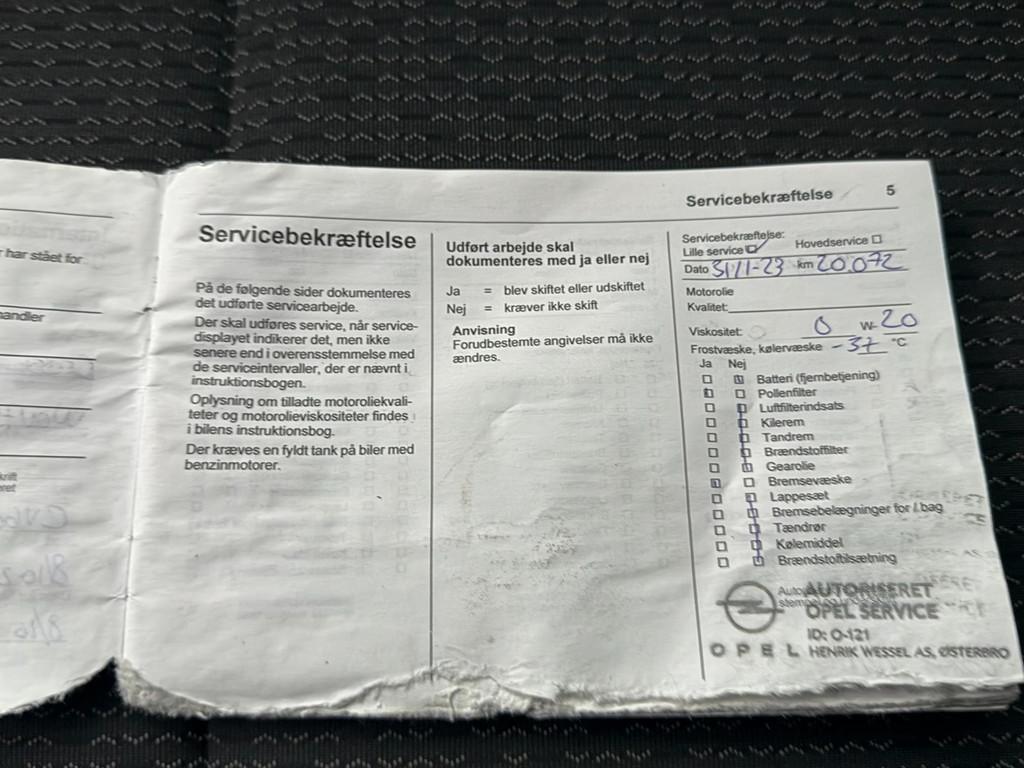 r har stået for
andler
Servicebekræftelse 5
Servicebekræftelse
På de følgende sider dokumenteres
det udførte servicearbejde.
Der skal udføres service, når service-
displayet indikerer det, men ikke
senere end i overensstemmelse med
de serviceintervaller, der er nævnt i
instruktionsbogen.
Oplysning om tilladte motoroliekvali-
teter og motorolieviskositeter findes
i bilens instruktionsbog.
Der kræves en fyldt tank på biler med
benzinmotorer.
Udført arbejde skal
dokumenteres med ja eller nej
Ja = blev skiftet eller udskiftet
Nej = kræver ikke skift
Anvisning
Forudbestemte angivelser må ikke
ændres.
Servicebekræftelse:
Lille service Hovedservice
Dato 31/1-23 km 20.072
Motorolie
Kvalitet:
Viskositet: 0 W- 20
Frostvæske, kølervæske -37 °C
Ja Nej
Batteri (fjernbetjening)
Pollenfilter
Luftfilterindsats
Kilerem
Tandrem
Brændstoffilter
Gearolie
Bremsevæske
Lappesæt
Bremsebelægninger for / bag
Tændrør
Kølemiddel
Brændstoftilsætning
AUTORISERET
OPEL SERVICE
ID: O-121
OPEL HENRIK WESSEL AS, ØSTERBRO